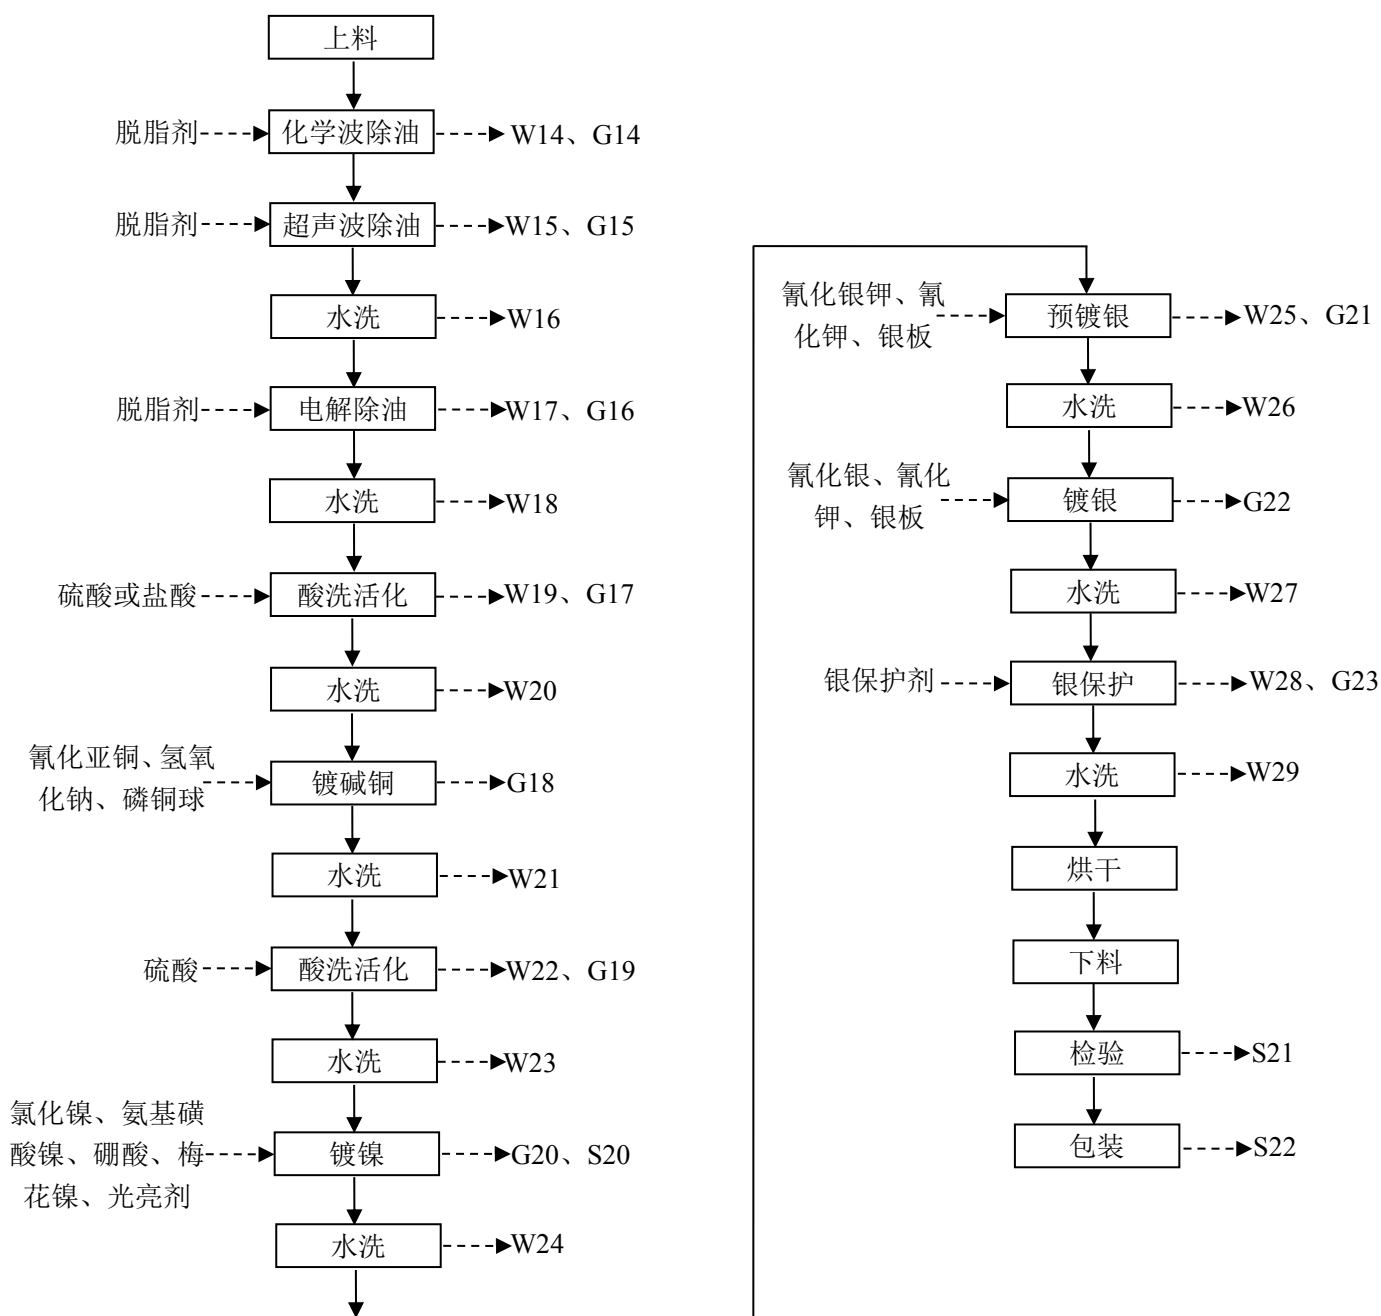 上料
脱脂剂
化学波除油
W14、G14
脱脂剂
超声波除油
W15、G15
水洗
W16
脱脂剂
电解除油
W17、G16
水洗
W18
硫酸或盐酸
酸洗活化
W19、G17
水洗
W20
氰化亚铜、氢氧
化钠、磷铜球
镀碱铜
G18
水洗
W21
硫酸
酸洗活化
W22、G19
水洗
W23
氯化镍、氨基磺
酸镍、硼酸、梅
花镍、光亮剂
镀镍
G20、S20
水洗
W24
氰化银钾、氰
化钾、银板
预镀银
W25、G21
水洗
W26
氰化银、氰化
钾、银板
镀银
G22
水洗
W27
银保护剂
银保护
W28、G23
水洗
W29
烘干
下料
检验
S21
包装
S22